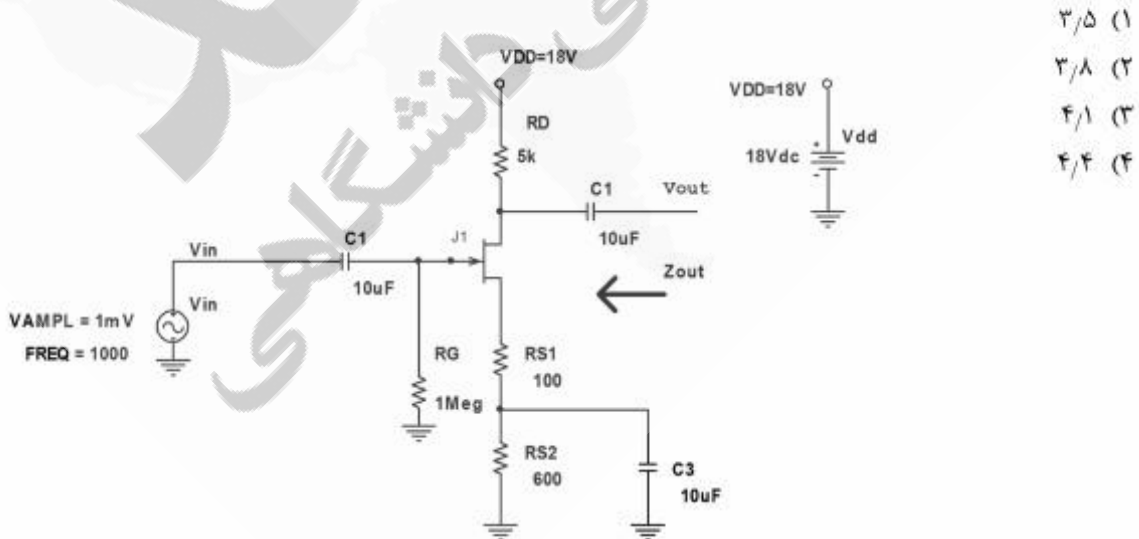 ۱) ۳٫۵
۲) ۳٫۸
۳) ۴٫۱
۴) ۴٫۴
VDD=18V
RD
5k
C1
10uF
Vout
VDD=18V
18Vdc
Vdd
J1
Zout
Vin
C1
10uF
Vin
VAMPL = 1mV
FREQ = 1000
RG
1Meg
RS1
100
RS2
600
C3
10uF